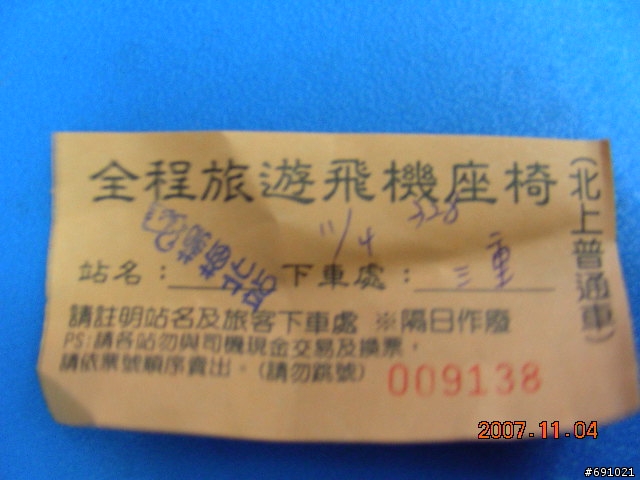 全程旅遊飛機座椅
(北上普通車)
11/4 328
站名： 下車處：三重
請註明站名及旅客下車處 ※隔日作廢
PS:請各站勿與司機現金交易及換票，
請依票號順序賣出。(請勿跳號)
009138
2007.11.04
#691021